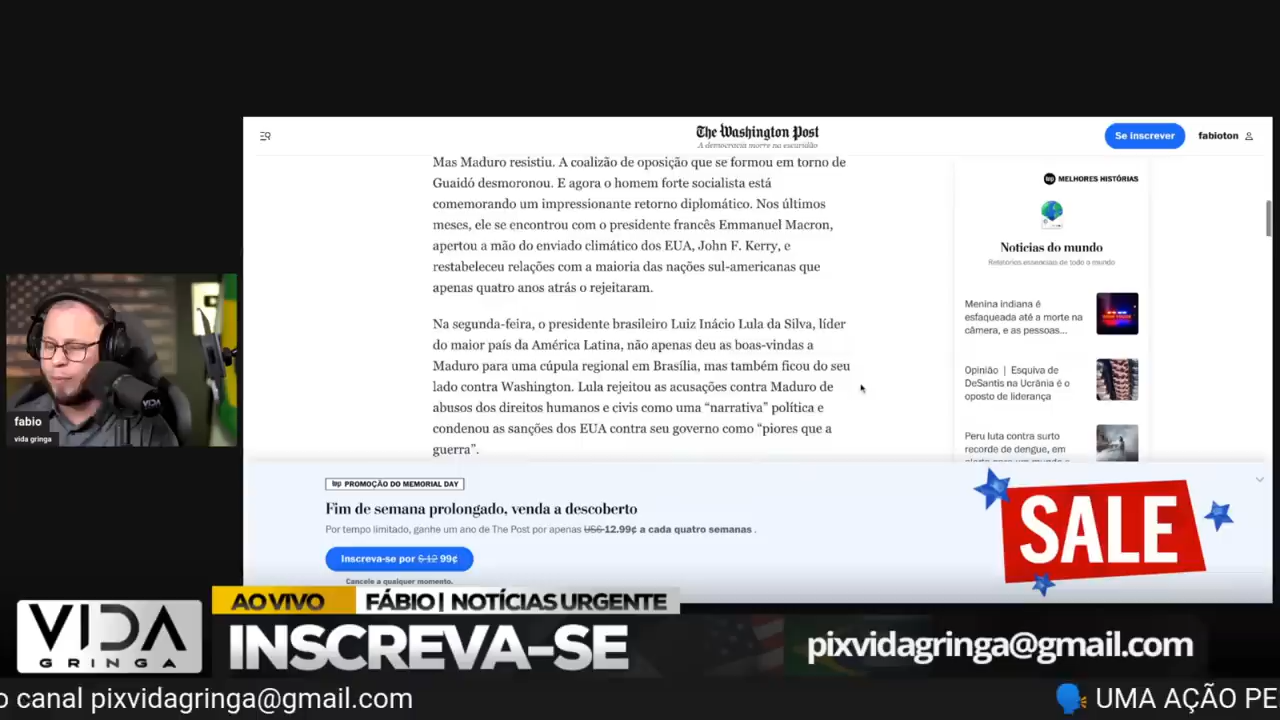 The Washington Post
A democracia morre na escuridão
Se inscrever
fabioton
Mas Maduro resistiu. A coalizão de oposição que se formou em torno de
Guaidó desmoronou. E agora o homem forte socialista está
comemorando um impressionante retorno diplomático. Nos últimos
meses, ele se encontrou com o presidente francês Emmanuel Macron,
apertou a mão do enviado climático dos EUA, John F. Kerry, e
restabeleceu relações com a maioria das nações sul-americanas que
apenas quatro anos atrás o rejeitaram.
Na segunda-feira, o presidente brasileiro Luiz Inácio Lula da Silva, líder
do maior país da América Latina, não apenas deu as boas-vindas a
Maduro para uma cúpula regional em Brasília, mas também ficou do seu
lado contra Washington. Lula rejeitou as acusações contra Maduro de
abusos dos direitos humanos e civis como uma “narrativa” política e
condenou as sanções dos EUA contra seu governo como “piores que a
guerra”.
wp MELHORES HISTÓRIAS
Noticias do mundo
Relatórios essenciais de todo o mundo
Menina indiana é
esfaqueada até a morte na
câmera, e as pessoas...
Opinião | Esquiva de
DeSantis na Ucrânia é o
oposto de liderança
Peru luta contra surto
recorde de dengue, em
wp PROMOÇÃO DO MEMORIAL DAY
Fim de semana prolongado, venda a descoberto
Por tempo limitado, ganhe um ano de The Post por apenas US$ 12.99¢ a cada quatro semanas .
Inscreva-se por $ 12 99¢
Cancele a qualquer momento.
SALE
fabio
vida gringa
VIDA
GRINGA
AO VIVO
FÁBIO | NOTÍCIAS URGENTE
INSCREVA-SE
pixvidagringa@gmail.com
o canal pixvidagringa@gmail.com
UMA AÇÃO PE